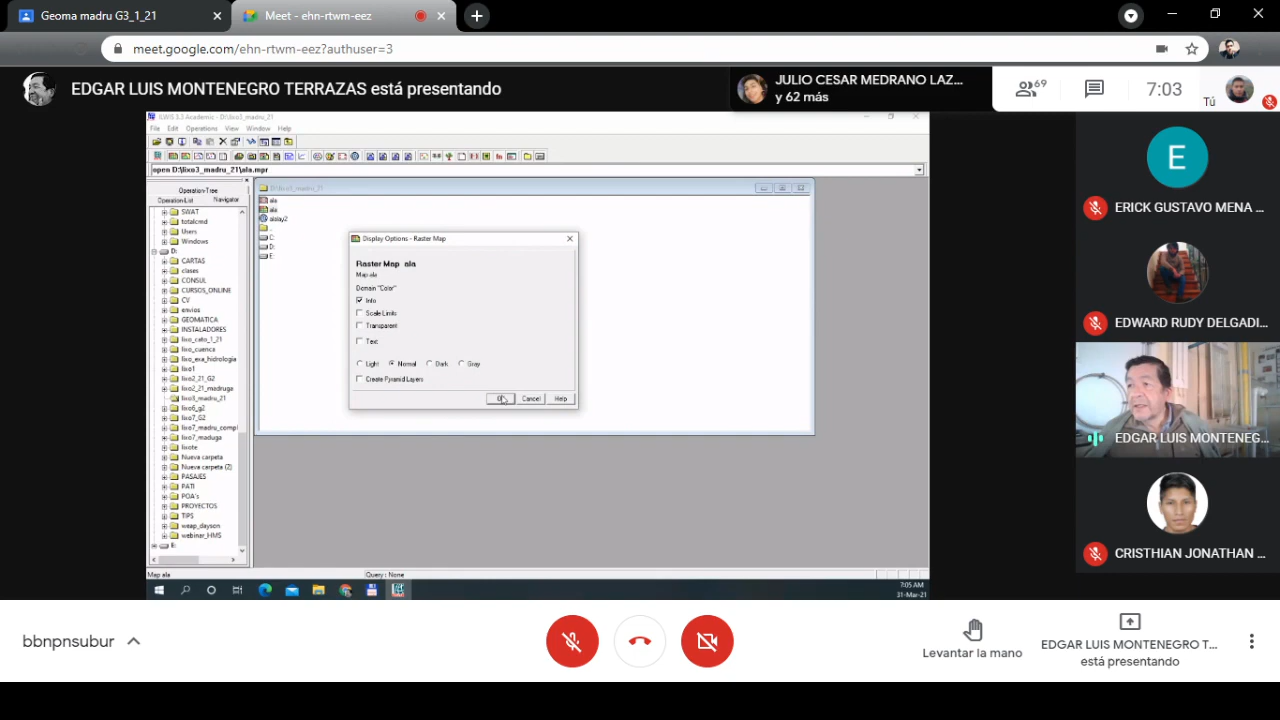 Geoma madru G3_1_21
Meet - ehn-rtwm-eez
meet.google.com/ehn-rtwm-eez?authuser=3
EDGAR LUIS MONTENEGRO TERRAZAS está presentando
JULIO CESAR MEDRANO LAZ...
y 62 más
69
7:03
Tú
ILWIS 3.3 Academic - D:\lixo3_madru_21
File Edit Operations View Window Help
open D:\lixo3_madru_21\ala.mpr
Operation-Tree
Operation-List Navigator
SWAT
totalcmd
Users
Windows
D:
CARTAS
clases
CONSUL
CURSOS_ONLINE
CV
envios
GEOMATICA
INSTALADORES
lixo_cato_1_21
lixo_cuenca
lixo_exa_hidrologia
lixo1
lixo2_21_G2
lixo2_21_madruga
lixo3_madru_21
lixo6_g2
lixo7_G2
lixo7_madru_compl
lixo7_maduga
lixote
Nueva carpeta
Nueva carpeta (2)
PASAJES
PATI
POA's
PROYECTOS
TIPS
weap_dayson
webinar_HMS
E:
D:\lixo3_madru_21
ala
ala
alalay2
..
C:
D:
E:
Display Options - Raster Map
Raster Map ala
Map ala
Domain "Color"
Info
Scale Limits
Transparent
Text
Light Normal Dark Gray
Create Pyramid Layers
OK Cancel Help
Map ala
Query : None
7:05 AM
31-Mar-21
E
ERICK GUSTAVO MENA ...
EDWARD RUDY DELGADI...
EDGAR LUIS MONTENEG...
CRISTHIAN JONATHAN ...
bbnpnsubur
Levantar la mano
EDGAR LUIS MONTENEGRO T...
está presentando